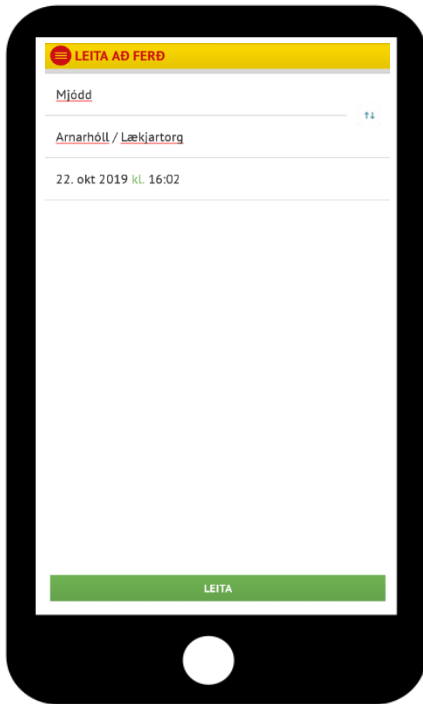 LEITA AÐ FERÐ
Mjódd
Arnarhóll / Lækjartorg
22. okt 2019 kl. 16:02
LEITA